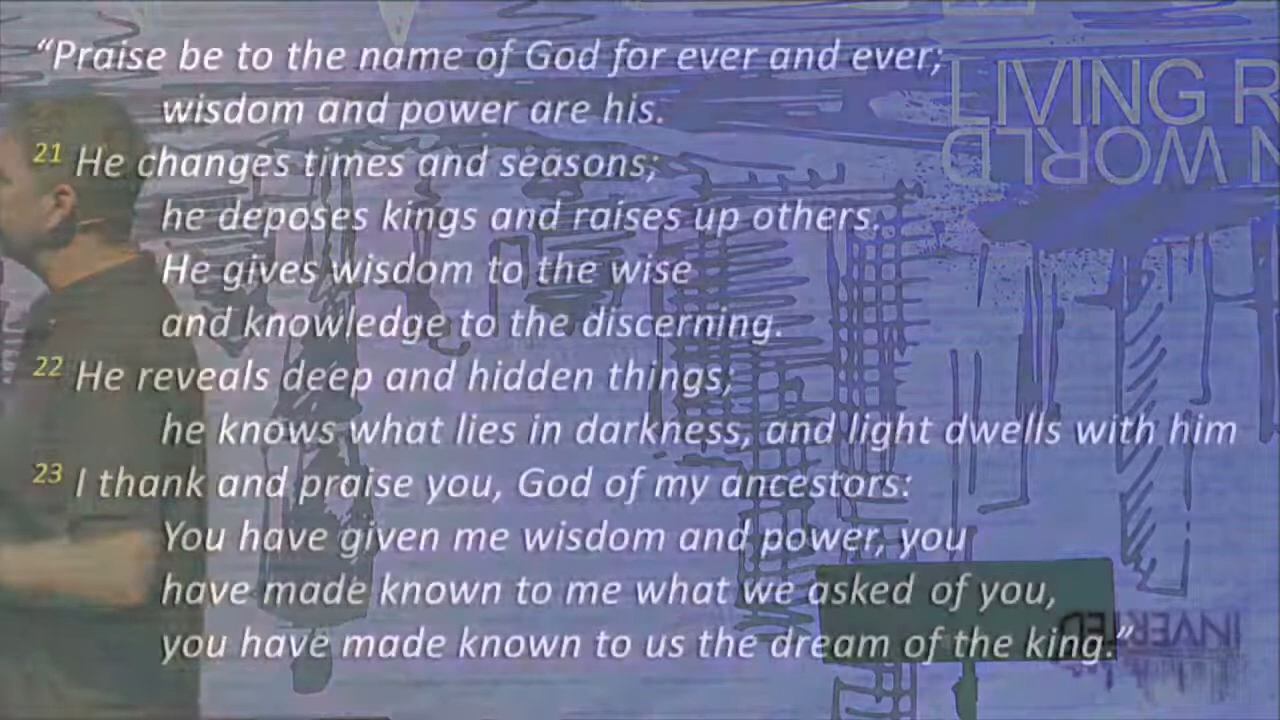 “Praise be to the name of God for ever and ever;
wisdom and power are his.
21 He changes times and seasons;
he deposes kings and raises up others.
He gives wisdom to the wise
and knowledge to the discerning.
22 He reveals deep and hidden things;
he knows what lies in darkness, and light dwells with him
23 I thank and praise you, God of my ancestors:
You have given me wisdom and power, you
have made known to me what we asked of you,
you have made known to us the dream of the king.”
LIVING R
N WORLD
INVERTED